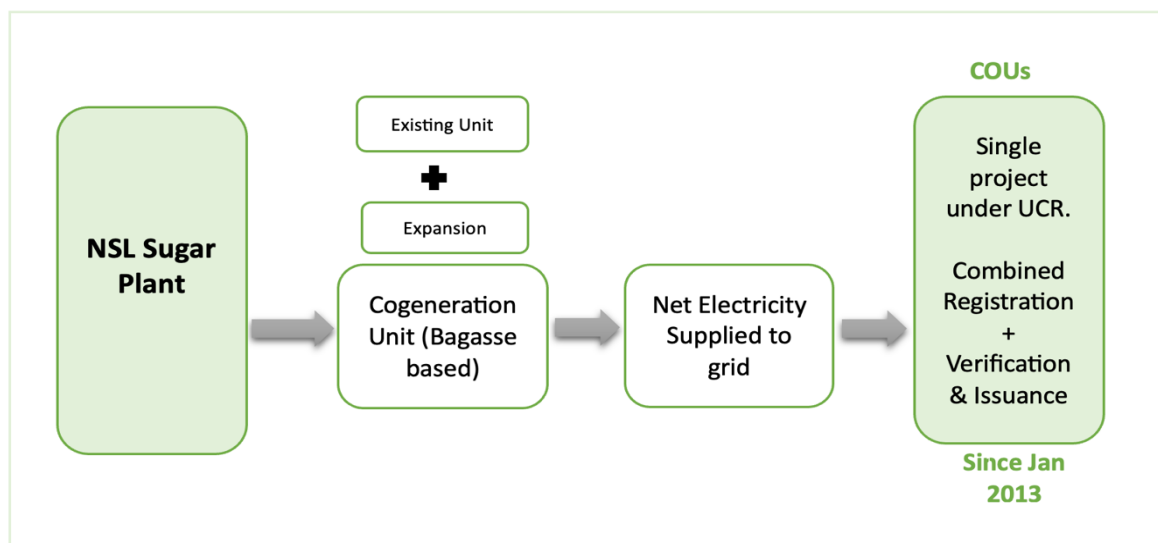 NSL Sugar
Plant
Existing Unit
Expansion
Cogeneration
Unit (Bagasse
based)
Net Electricity
Supplied to
grid
COUs
Single
project
under UCR.
Combined
Registration
+
Verification
& Issuance
Since Jan
2013